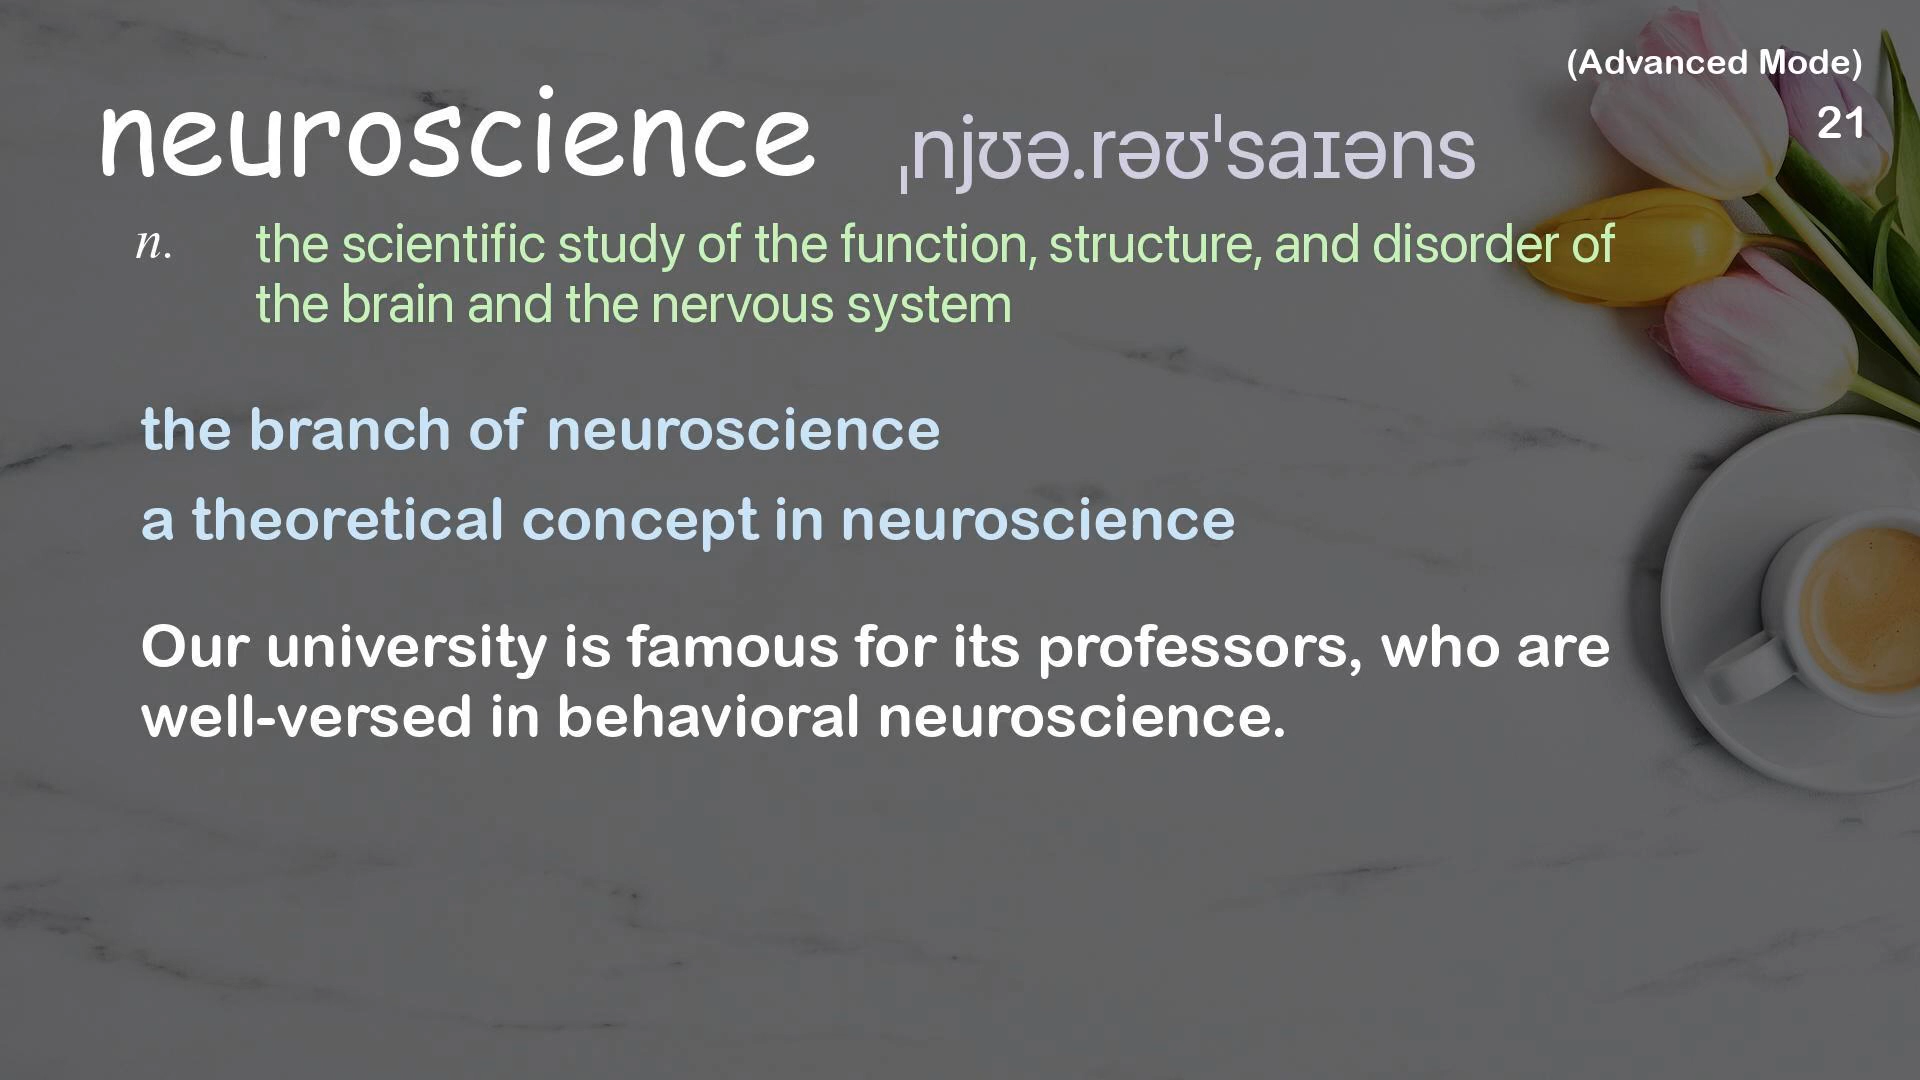 (Advanced Mode)
neuroscience ˌnjʊə.rəʊˈsaɪəns
21
n. the scientific study of the function, structure, and disorder of
the brain and the nervous system
the branch of neuroscience
a theoretical concept in neuroscience
Our university is famous for its professors, who are
well-versed in behavioral neuroscience.